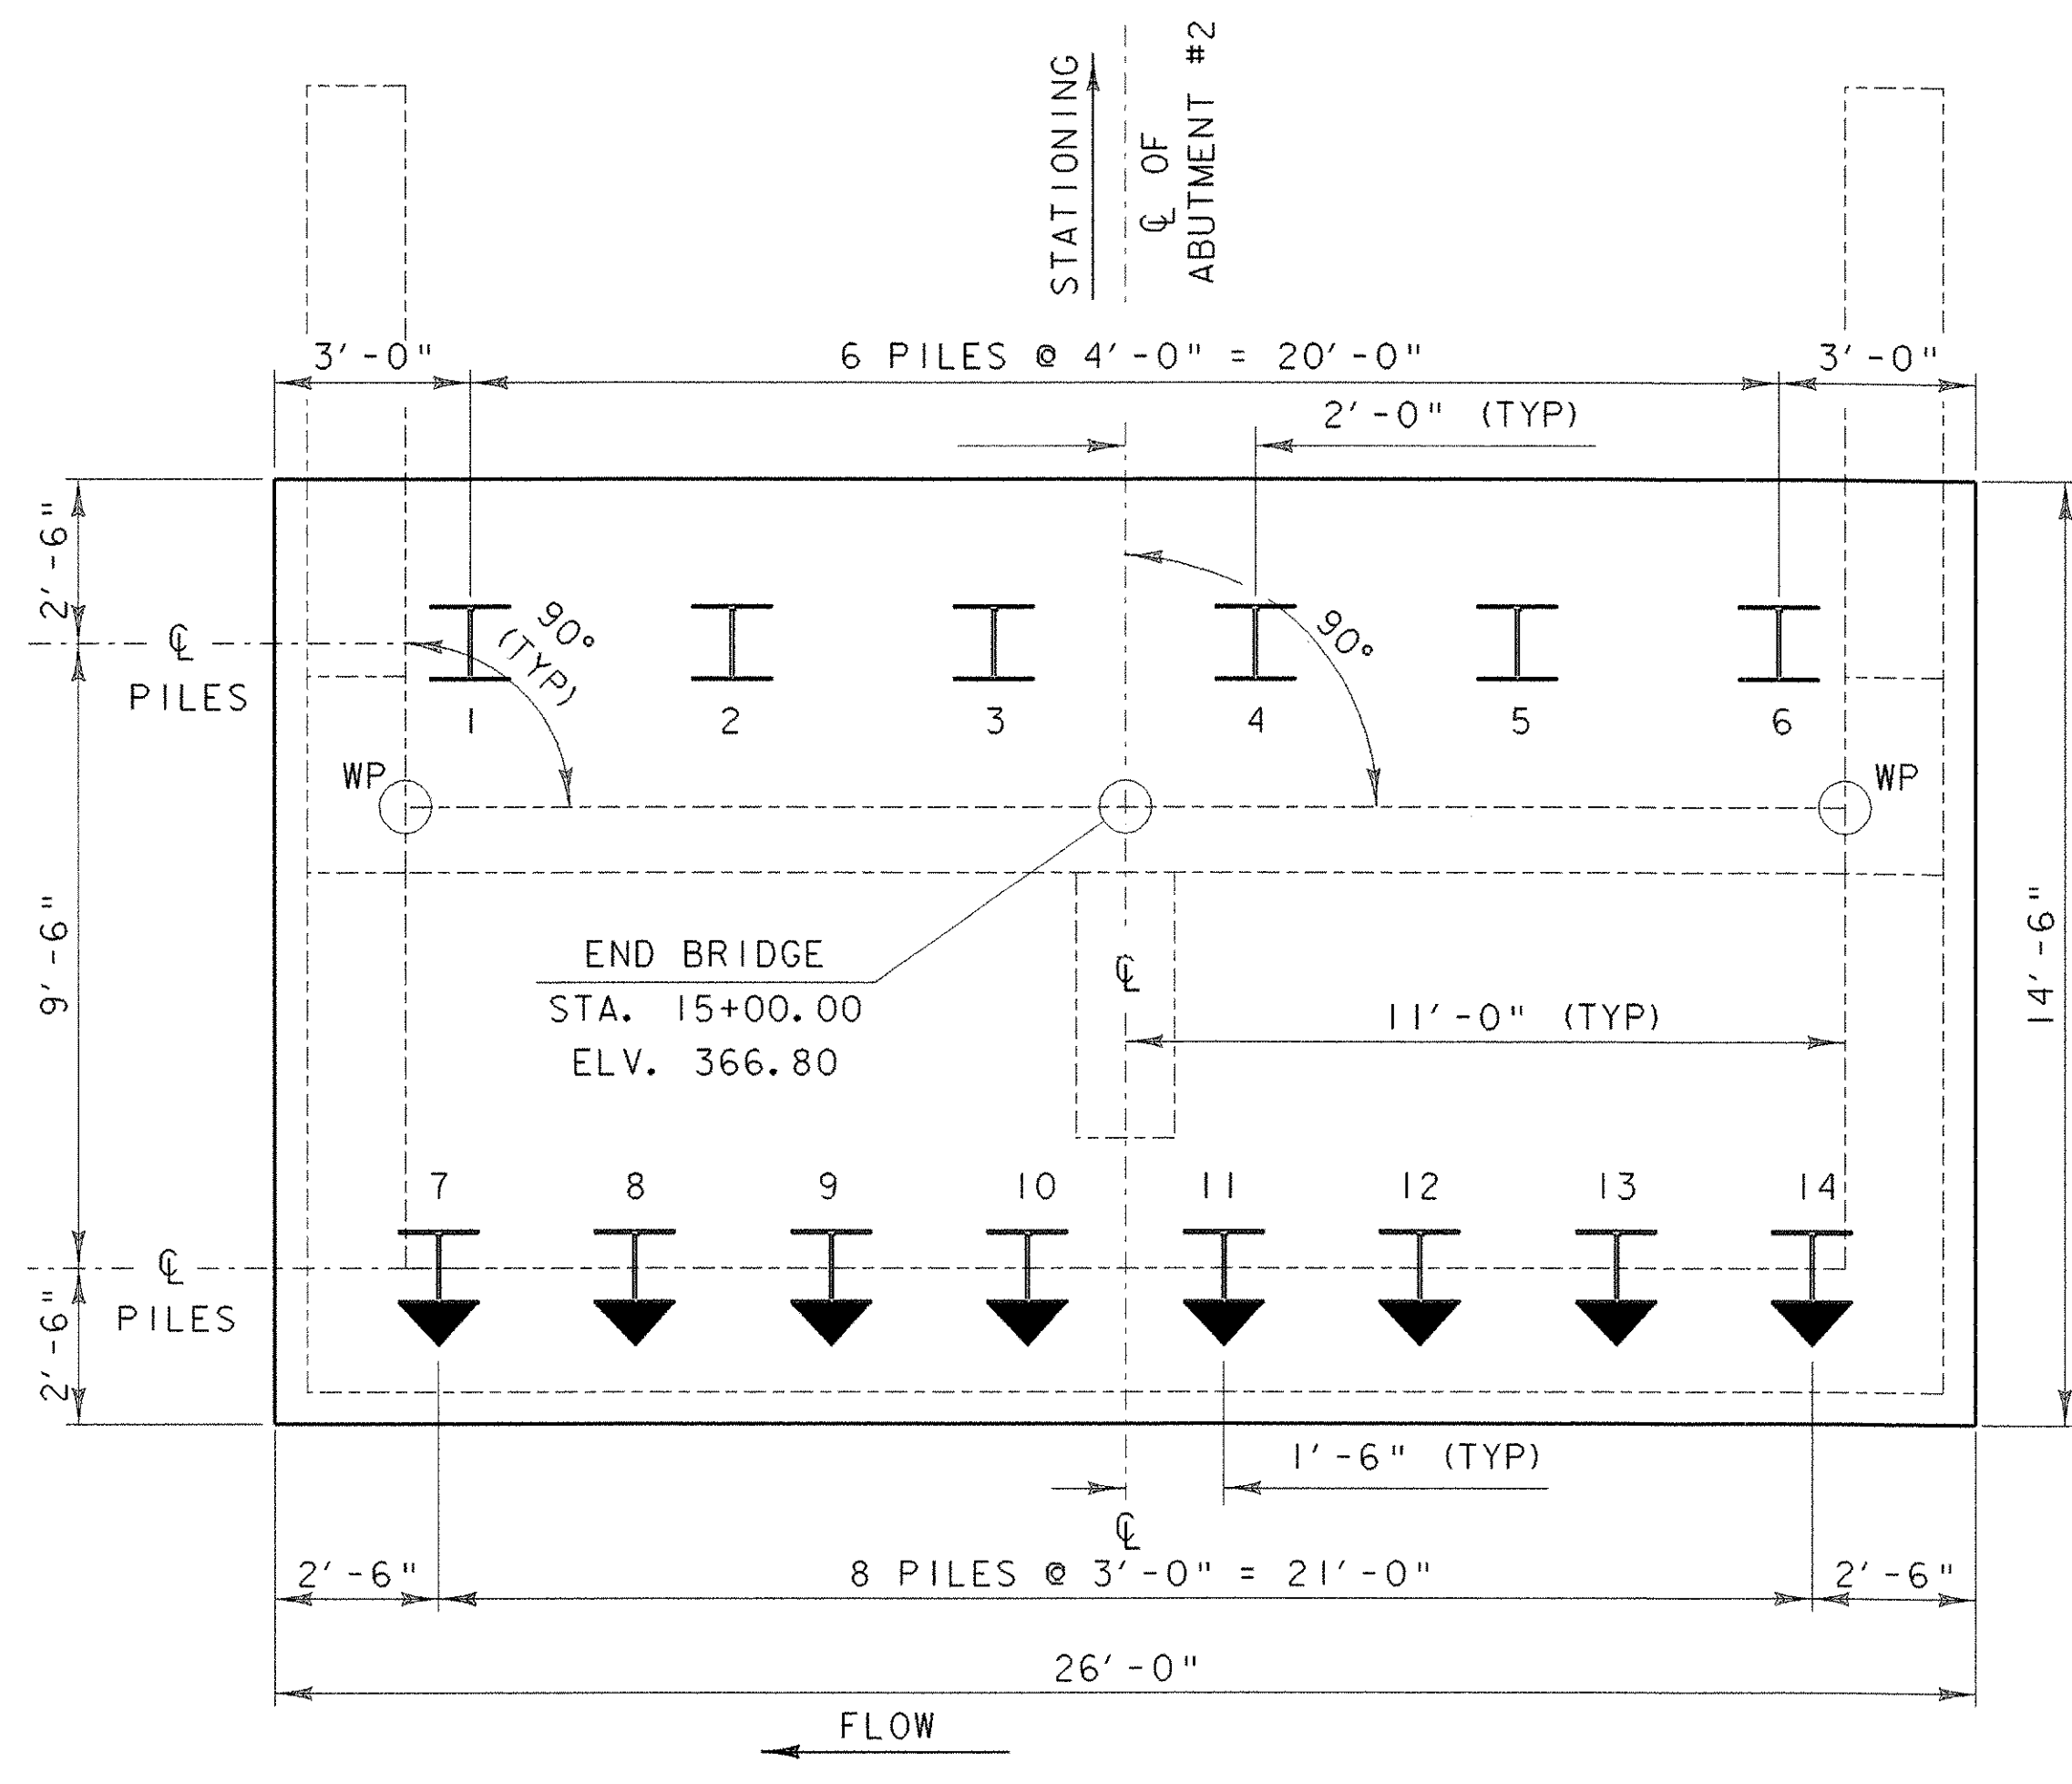 STATIONING
℄ OF
ABUTMENT #2
3'-0"
6 PILES @ 4'-0" = 20'-0"
3'-0"
2'-0" (TYP)
2'-6"
℄
PILES
90°
(TYP)
90°
1
2
3
4
5
6
WP
WP
9'-6"
END BRIDGE
STA. 15+00.00
ELV. 366.80
℄
11'-0" (TYP)
14'-6"
7
8
9
10
11
12
13
14
℄
PILES
2'-6"
1'-6" (TYP)
℄
2'-6"
8 PILES @ 3'-0" = 21'-0"
2'-6"
26'-0"
FLOW